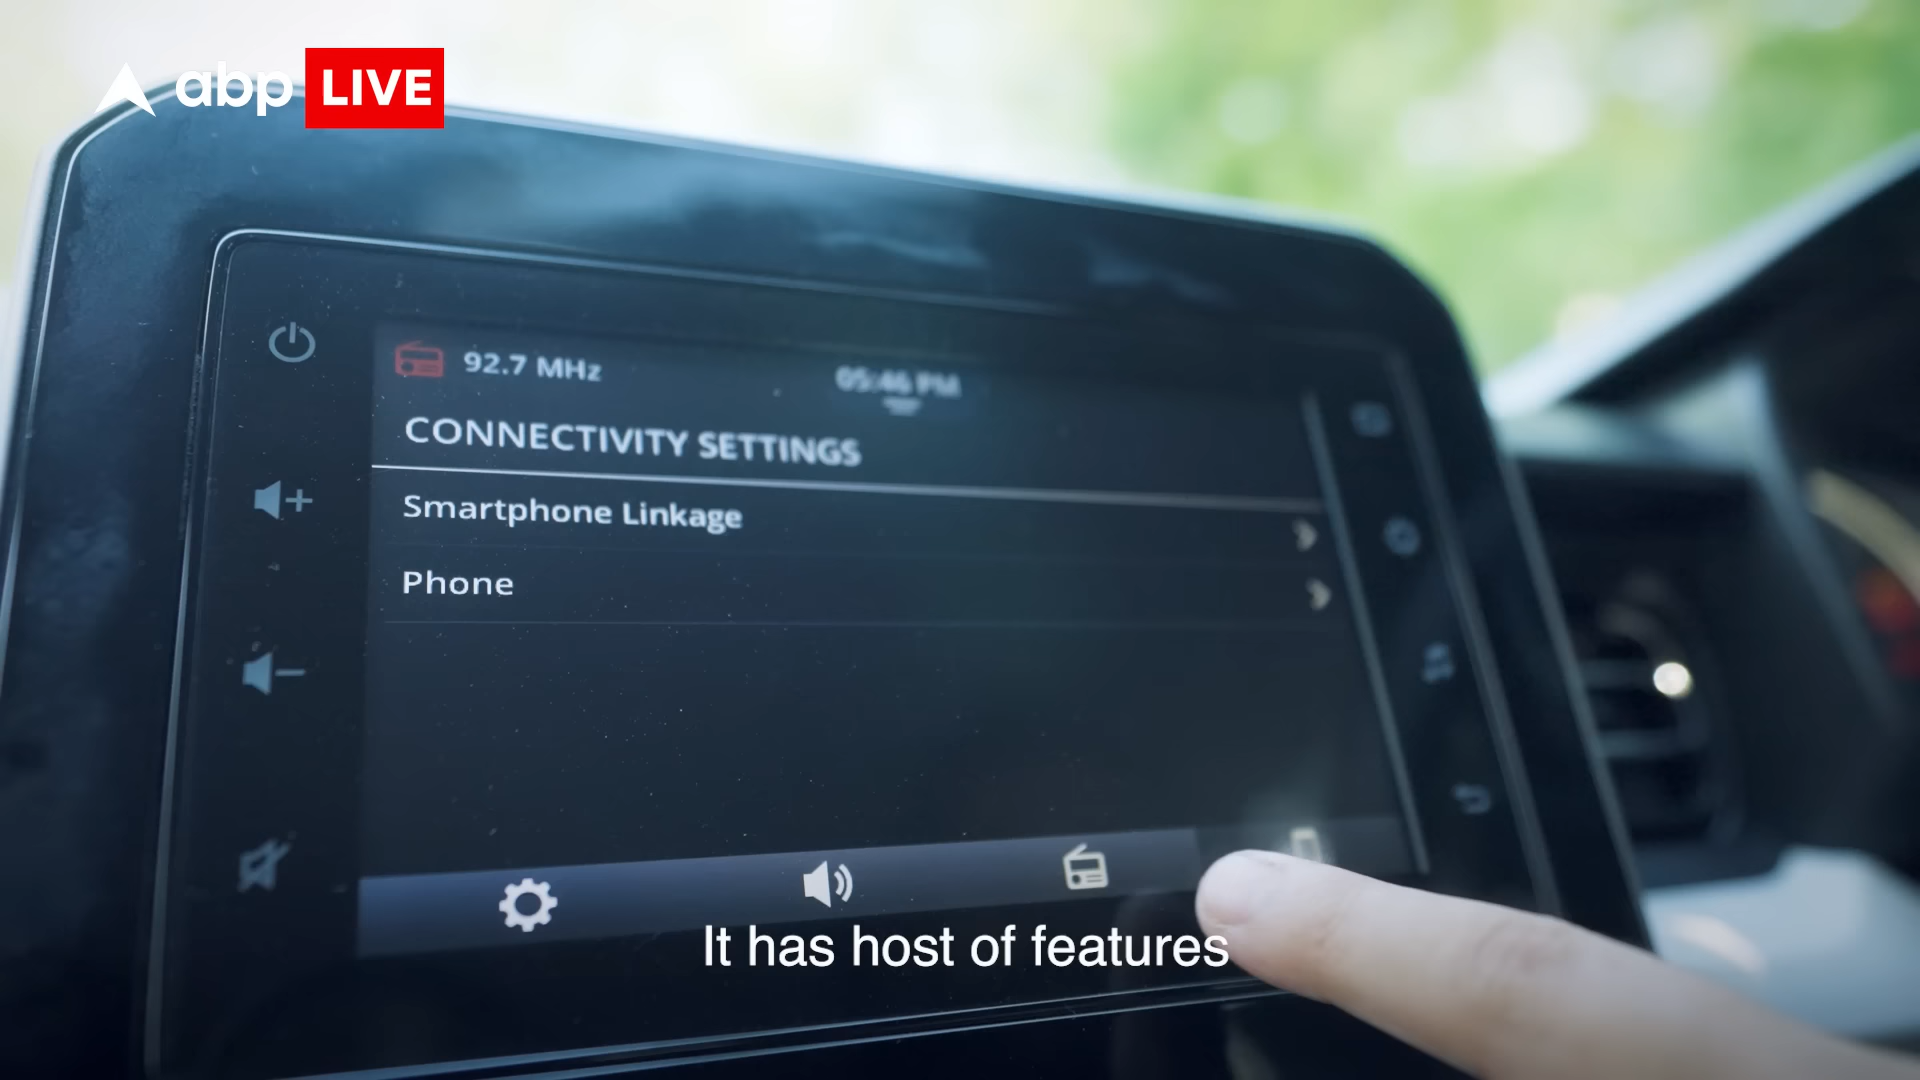 abp LIVE
92.7 MHz
05:46 PM
CONNECTIVITY SETTINGS
Smartphone Linkage
Phone
It has host of features